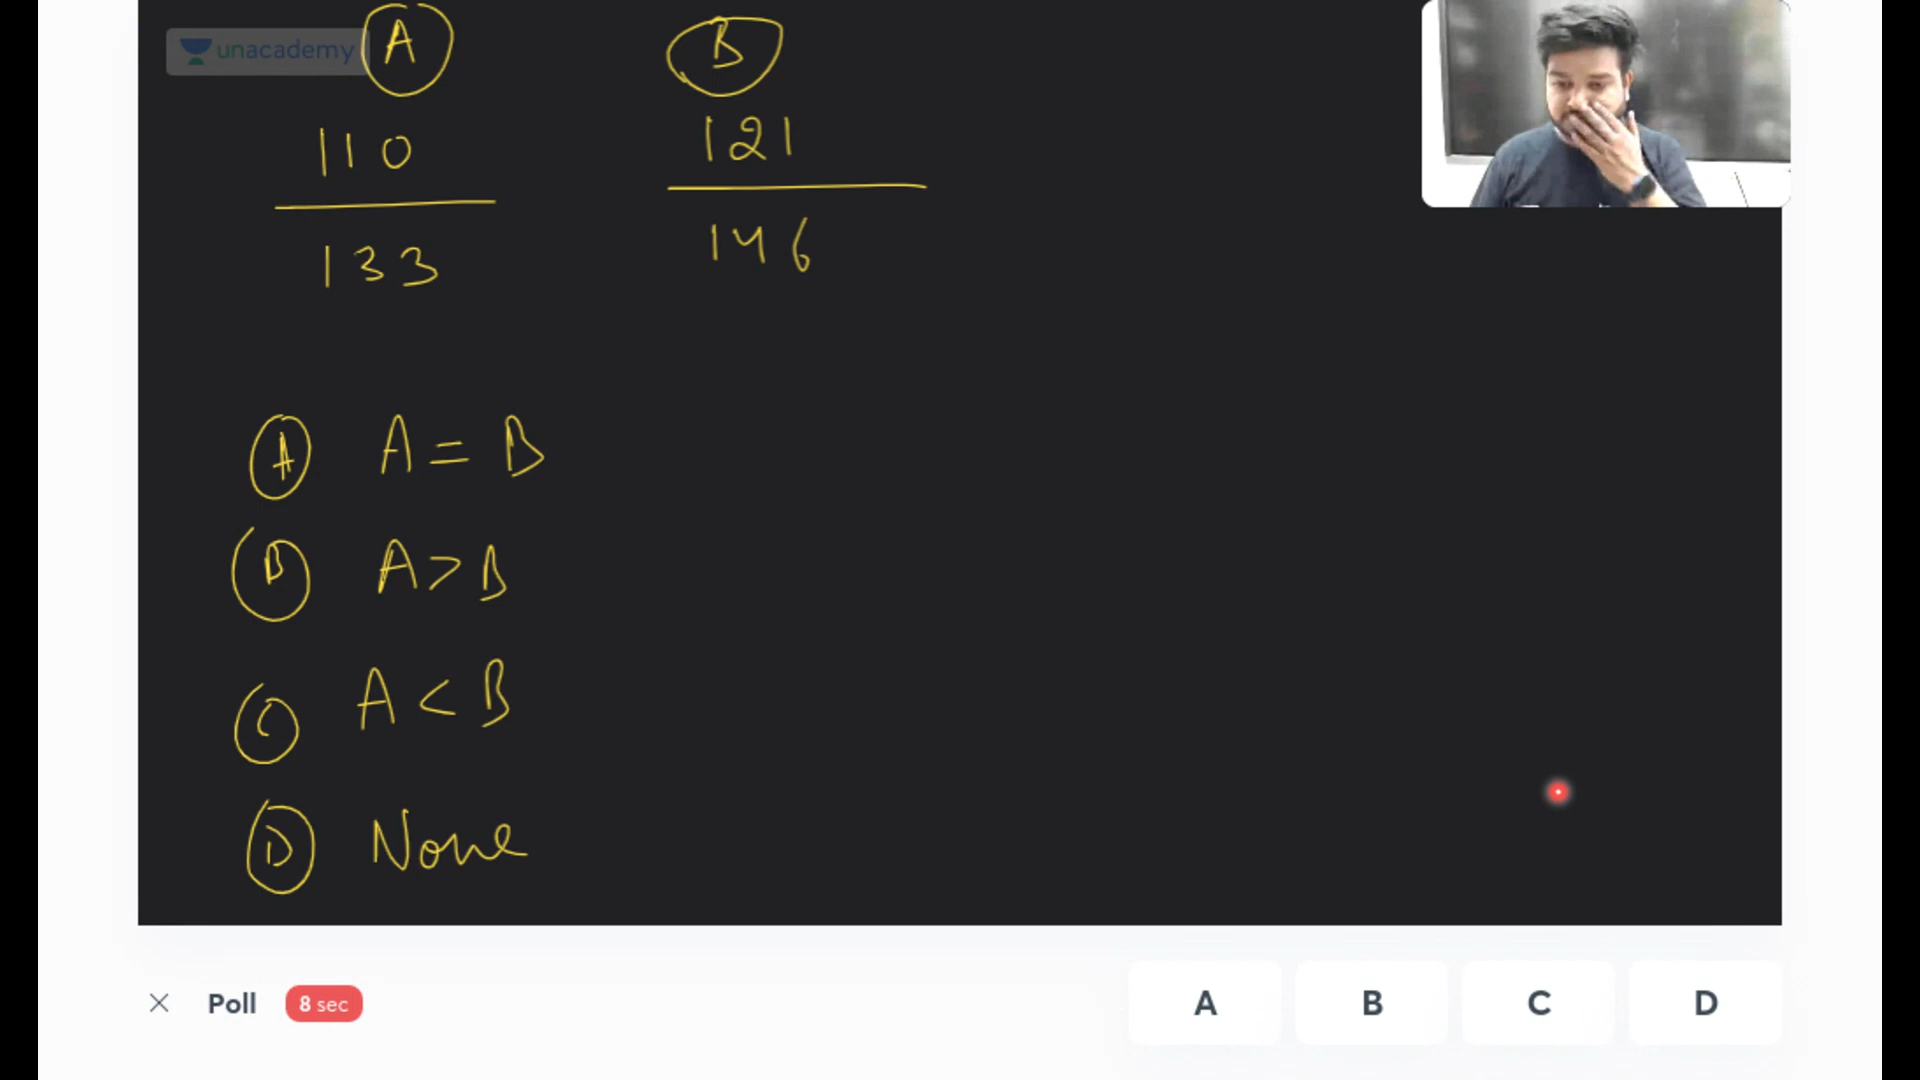 unacademy A B
110 121
133 146
A A = B
B A > B
C A < B
D None
Poll 8 sec A B C D